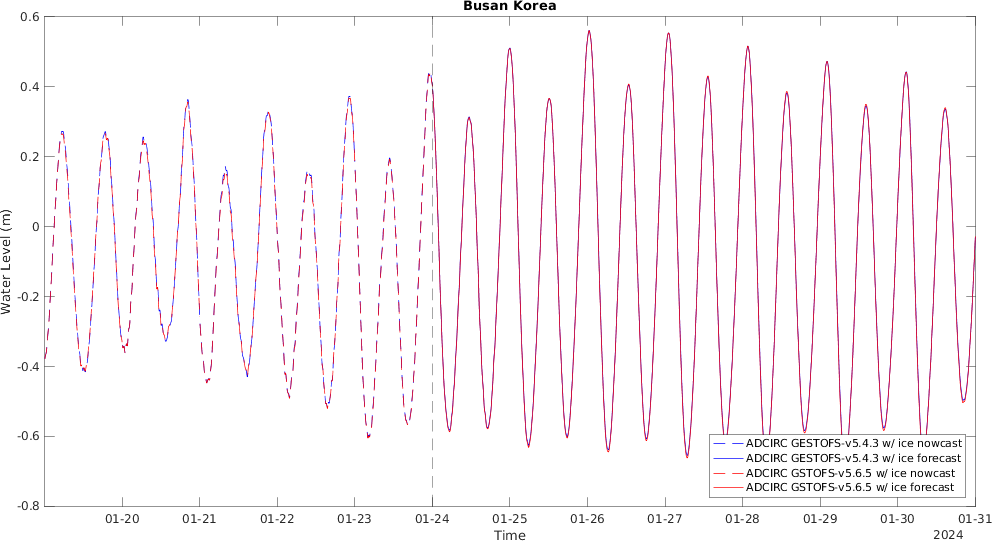 Busan Korea
0.6
0.4
0.2
0
-0.2
-0.4
-0.6
-0.8
Water Level (m)
ADCIRC GESTOFS-v5.4.3 w/ ice nowcast
ADCIRC GESTOFS-v5.4.3 w/ ice forecast
ADCIRC GSTOFS-v5.6.5 w/ ice nowcast
ADCIRC GSTOFS-v5.6.5 w/ ice forecast
01-20 01-21 01-22 01-23 01-24 01-25 01-26 01-27 01-28 01-29 01-30 01-31
Time
2024